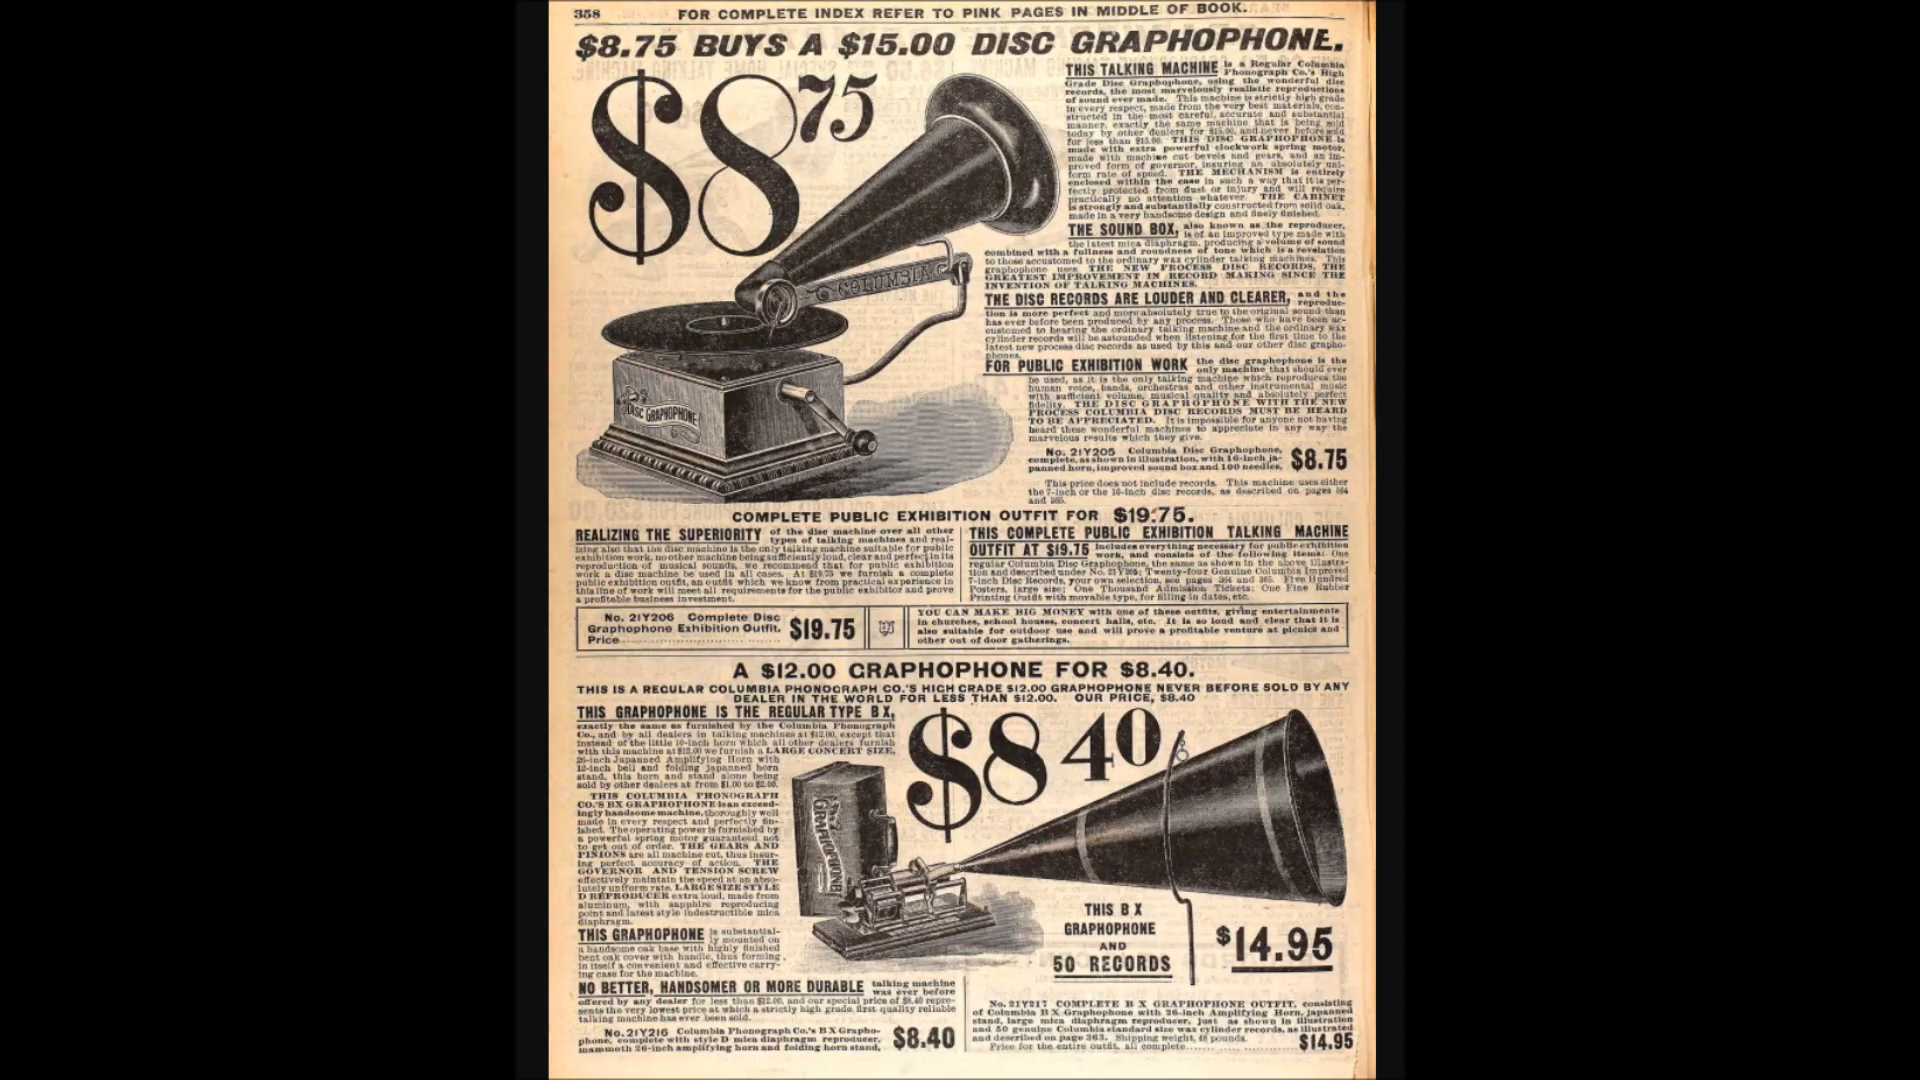 358
FOR COMPLETE INDEX REFER TO PINK PAGES IN MIDDLE OF BOOK.
$8.75 BUYS A $15.00 DISC GRAPHOPHONE.
$8 75
COLUMBIA
DISC GRAPHOPHONE
THIS TALKING MACHINE is a Regular Columbia
Phonograph Co.'s High
Grade Disc Graphophone, using the wonderful disc
records, the most marvelously realistic reproductions
of sound ever made. This machine is strictly high grade
in every respect, made from the very best materials, con-
structed in the most careful, accurate and substantial
manner, exactly the same machine that is being sold
today by other dealers for $15.00, and never before sold
for less than $15.00. THIS DISC GRAPHOPHONE is
made with extra powerful clockwork spring motor,
made with machine cut bevels and gears, and an im-
proved form of governor, insuring an absolutely uni-
form rate of speed. THE MECHANISM is entirely
enclosed within the case in such a way that it is per-
fectly protected from dust or injury and will require
practically no attention whatever. THE CABINET
is strongly and substantially constructed from solid oak,
made in a very handsome design and finely finished.
THE SOUND BOX, also known as the reproducer,
is of an improved type made with
the latest mica diaphragm, producing a volume of sound
combined with a fullness and roundness of tone which is a revelation
to those accustomed to the ordinary wax cylinder talking machines. This
graphophone uses THE NEW PROCESS DISC RECORDS, THE
GREATEST IMPROVEMENT IN RECORD MAKING SINCE THE
INVENTION OF TALKING MACHINES.
THE DISC RECORDS ARE LOUDER AND CLEARER, and the
reproduc-
tion is more perfect and more absolutely true to the original sound than
has ever before been produced by any process. Those who have been ac-
customed to hearing the ordinary talking machine and the ordinary wax
cylinder records will be astounded when listening for the first time to the
latest new process disc records as used by this and our other disc grapho-
phones.
FOR PUBLIC EXHIBITION WORK the disc graphophone is the
only machine that should ever
be used, as it is the only talking machine which reproduces the
human voice, bands, orchestras and other instrumental music
with sufficient volume, musical quality and absolutely perfect
fidelity. THE DISC GRAPHOPHONE WITH THE NEW
PROCESS COLUMBIA DISC RECORDS MUST BE HEARD
TO BE APPRECIATED. It is impossible for anyone not having
heard these wonderful machines to appreciate in any way the
marvelous results which they give.
No. 21Y205 Columbia Disc Graphophone,
complete, as shown in illustration, with 16-inch ja-
panned horn, improved sound box and 100 needles, $8.75
This price does not include records. This machine uses either
the 7-inch or the 10-inch disc records, as described on pages 364
and 365.
COMPLETE PUBLIC EXHIBITION OUTFIT FOR $19.75.
REALIZING THE SUPERIORITY of the disc machine over all other
types of talking machines and real-
izing also that the disc machine is the only talking machine suitable for public
exhibition work, no other machine being sufficiently loud, clear and perfect in its
reproduction of musical sounds, we recommend that for public exhibition
work a disc machine be used in all cases. At $19.75 we furnish a complete
public exhibition outfit, an outfit which we know from practical experience in
this line of work will meet all requirements for the public exhibitor and prove
a profitable business investment.
THIS COMPLETE PUBLIC EXHIBITION TALKING MACHINE
OUTFIT AT $19.75 includes everything necessary for public exhibition
work, and consists of the following items: One
regular Columbia Disc Graphophone, the same as shown in the above illustra-
tion and described under No. 21Y205; Twenty-four Genuine Columbia Improved
7-inch Disc Records, your own selection, see pages 364 and 365. Five Hundred
Posters, large size; One Thousand Admission Tickets; One Fine Rubber
Printing Outfit with movable type, for filling in dates, etc.
No. 21Y206 Complete Disc
Graphophone Exhibition Outfit.
Price $19.75
YOU CAN MAKE BIG MONEY with one of these outfits, giving entertainments
in churches, school houses, concert halls, etc. It is so loud and clear that it is
also suitable for outdoor use and will prove a profitable venture at picnics and
other out of door gatherings.
A $12.00 GRAPHOPHONE FOR $8.40.
THIS IS A REGULAR COLUMBIA PHONOGRAPH CO.'S HIGH GRADE $12.00 GRAPHOPHONE NEVER BEFORE SOLD BY ANY
DEALER IN THE WORLD FOR LESS THAN $12.00. OUR PRICE, $8.40
THIS GRAPHOPHONE IS THE REGULAR TYPE B X,
exactly the same as furnished by the Columbia Phonograph
Co., and by all dealers in talking machines at $12.00, except that
instead of the little 10-inch horn which all other dealers furnish
with this machine at $12.00 we furnish a LARGE CONCERT SIZE,
26-inch Japanned Amplifying Horn with
12-inch bell and folding japanned horn
stand, this horn and stand alone being
sold by other dealers at from $1.00 to $2.00.
THIS COLUMBIA PHONOGRAPH
CO.'S BX GRAPHOPHONE is an exceed-
ingly handsome machine, thoroughly well
made in every respect and perfectly fin-
ished. The operating power is furnished by
a powerful spring motor guaranteed not
to get out of order. THE GEARS AND
PINIONS are all machine cut, thus insur-
ing perfect accuracy of action. THE
GOVERNOR AND TENSION SCREW
effectively maintain the speed at an abso-
lutely uniform rate. LARGE SIZE STYLE
D REPRODUCER extra loud, made from
aluminum, with sapphire reproducing
point and latest style indestructible mica
diaphragm.
THIS GRAPHOPHONE is substantial-
ly mounted on
a handsome oak base with highly finished
bent oak cover with handle, thus forming
in itself a convenient and effective carry-
ing case for the machine.
NO BETTER, HANDSOMER OR MORE DURABLE talking machine
was ever before
offered by any dealer for less than $12.00, and our special price of $8.40 repre-
sents the very lowest price at which a strictly high grade first quality reliable
talking machine has ever been sold.
No. 21Y216 Columbia Phonograph Co.'s B X Grapho-
phone, complete with style D mica diaphragm reproducer,
mammoth 26-inch amplifying horn and folding horn stand, $8.40
$8 40
The GRAPHOPHONE
THIS B X
GRAPHOPHONE
AND
50 RECORDS
$14.95
No. 21Y217 COMPLETE B X GRAPHOPHONE OUTFIT, consisting
of Columbia B X Graphophone with 26-inch Amplifying Horn, japanned
stand, large mica diaphragm reproducer, just as shown in illustration
and 50 genuine Columbia standard size wax cylinder records, as illustrated
and described on page 363. Shipping weight, 48 pounds.
Price for the entire outfit, all complete $14.95